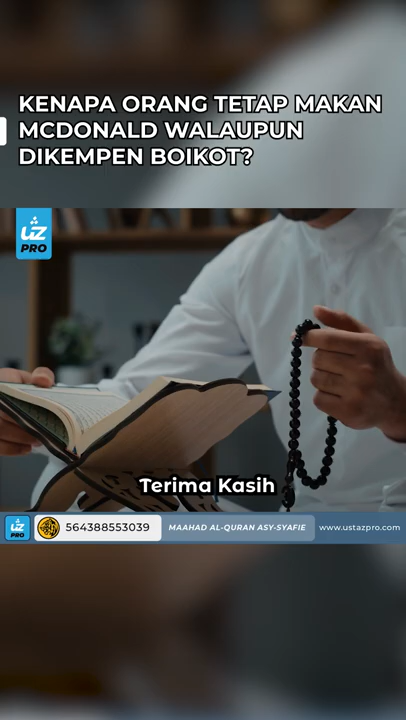 KENAPA ORANG TETAP MAKAN
MCDONALD WALAUPUN
DIKEMPEN BOIKOT?
UZ
PRO
Terima Kasih
UZ
PRO
564388553039
MAAHAD AL-QURAN ASY-SYAFIE
www.ustazpro.com